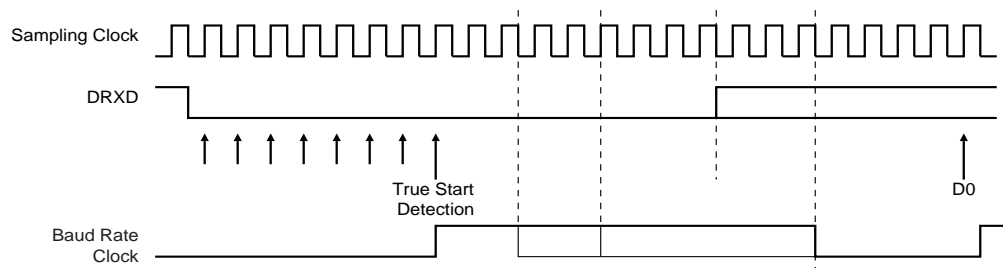 Sampling Clock
DRXD
True Start
Detection
D0
Baud Rate
Clock